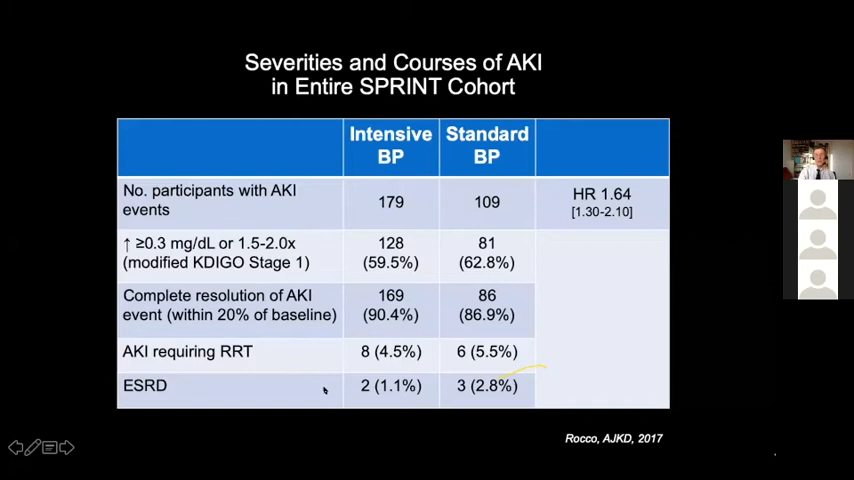 Severities and Courses of AKI
in Entire SPRINT Cohort
Intensive BP
Standard BP
No. participants with AKI events
179
109
HR 1.64
[1.30-2.10]
↑ ≥0.3 mg/dL or 1.5-2.0x
(modified KDIGO Stage 1)
128
(59.5%)
81
(62.8%)
Complete resolution of AKI
event (within 20% of baseline)
169
(90.4%)
86
(86.9%)
AKI requiring RRT
8 (4.5%)
6 (5.5%)
ESRD
2 (1.1%)
3 (2.8%)
Rocco, AJKD, 2017